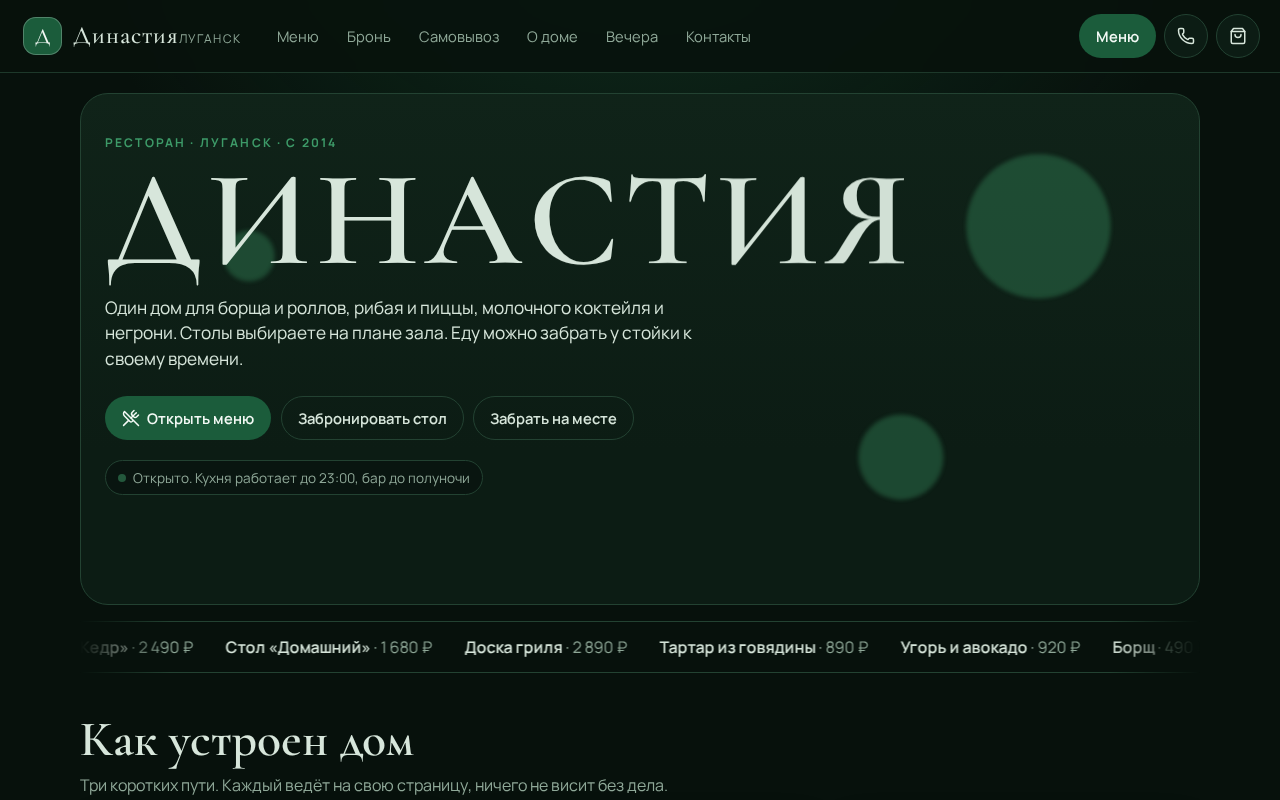 Д ДинастияЛУГАНСК Меню Бронь Самовывоз О доме Вечера Контакты Меню
РЕСТОРАН · ЛУГАНСК · С 2014
ДИНАСТИЯ
Один дом для борща и роллов, рибая и пиццы, молочного коктейля и
негрони. Столы выбираете на плане зала. Еду можно забрать у стойки к
своему времени.
Открыть меню Забронировать стол Забрать на месте
Открыто. Кухня работает до 23:00, бар до полуночи
Кедр» · 2 490 ₽ Стол «Домашний» · 1 680 ₽ Доска гриля · 2 890 ₽ Тартар из говядины · 890 ₽ Угорь и авокадо · 920 ₽ Борщ · 490
Как устроен дом
Три коротких пути. Каждый ведёт на свою страницу, ничего не висит без дела.